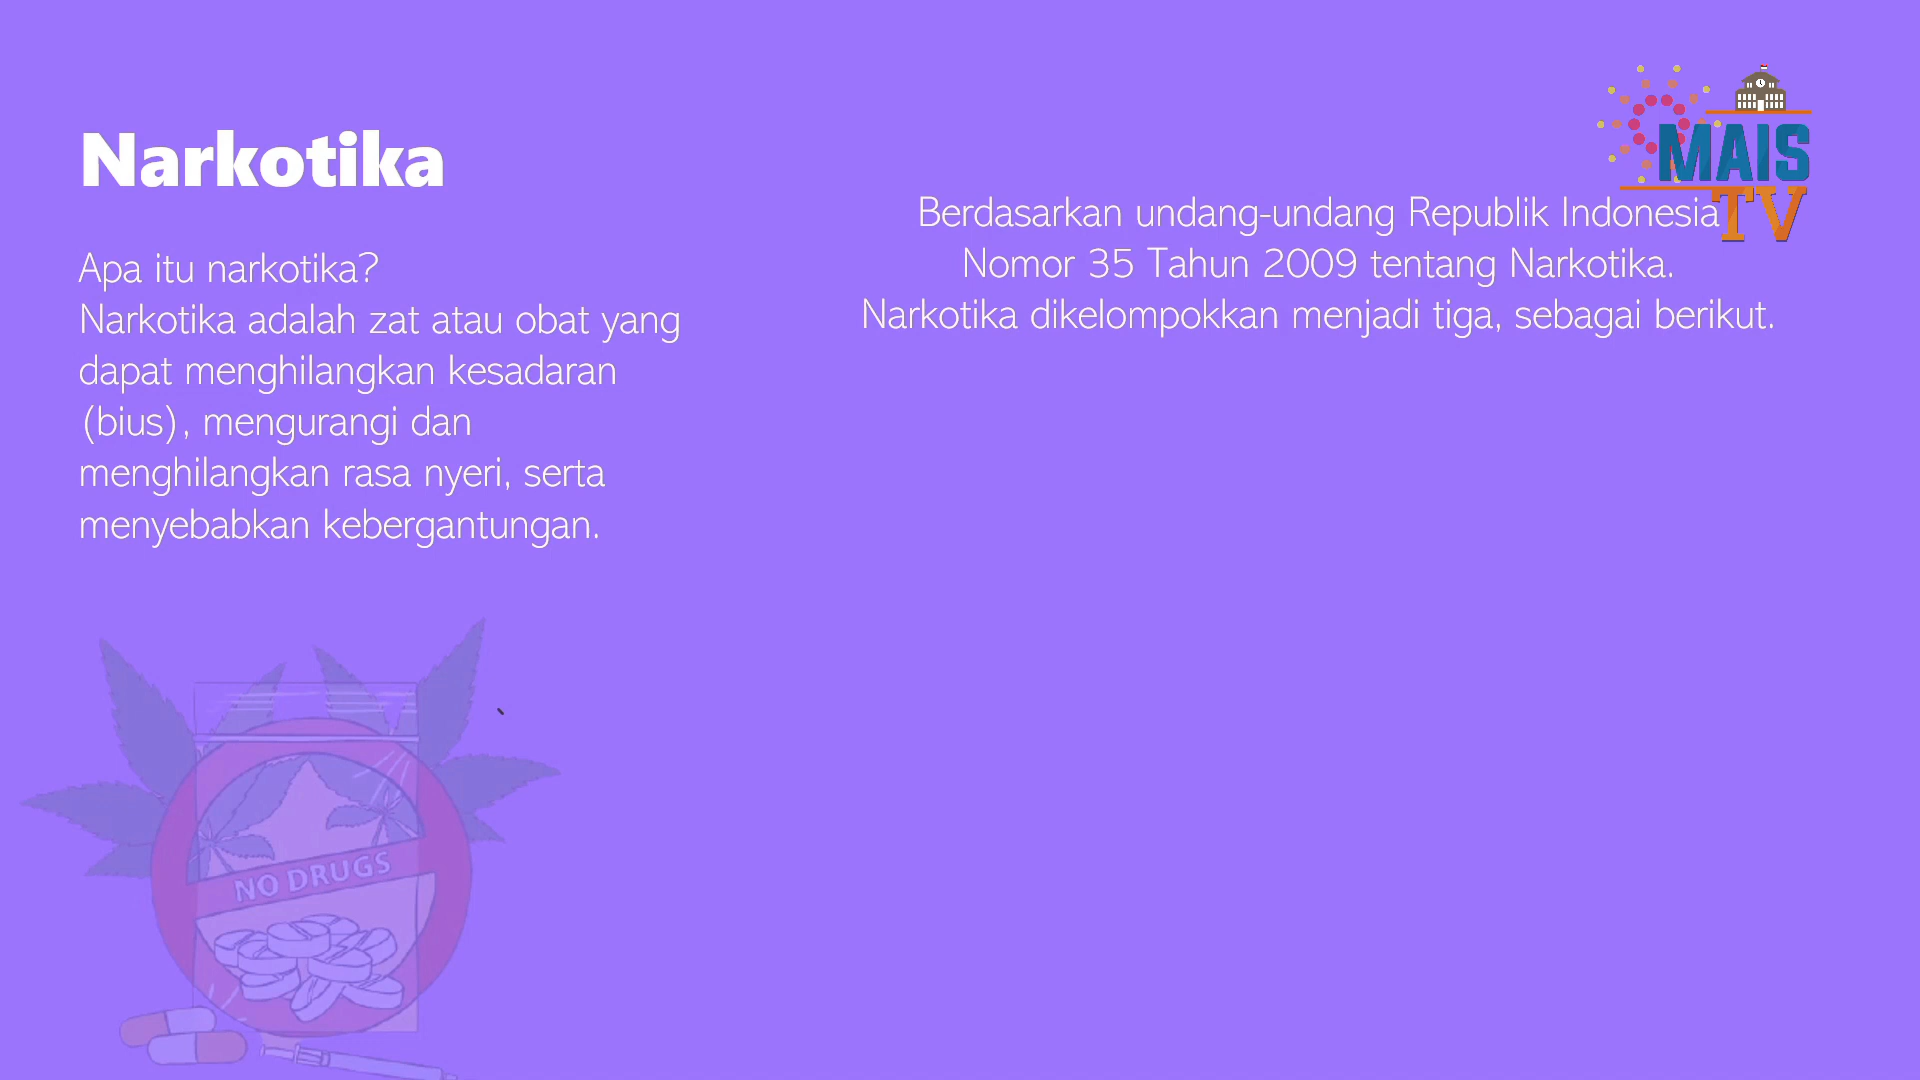 Narkotika
Apa itu narkotika?
Narkotika adalah zat atau obat yang
dapat menghilangkan kesadaran
(bius), mengurangi dan
menghilangkan rasa nyeri, serta
menyebabkan kebergantungan.
NO DRUGS
MAIS
TV
Berdasarkan undang-undang Republik Indonesia
Nomor 35 Tahun 2009 tentang Narkotika.
Narkotika dikelompokkan menjadi tiga, sebagai berikut.